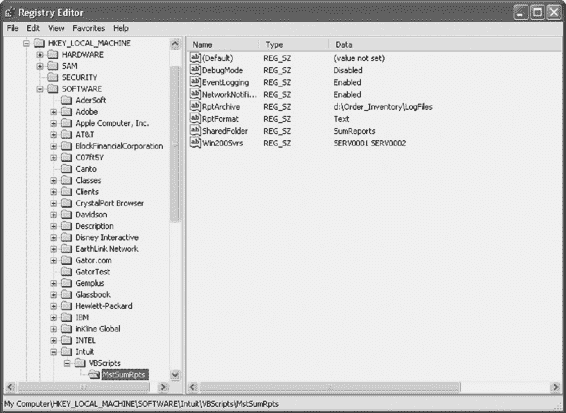 Registry Editor
File Edit View Favorites Help
HKEY_LOCAL_MACHINE
HARDWARE
SAM
SECURITY
SOFTWARE
AderSoft
Adobe
Apple Computer, Inc.
AT&T
BlockFinancialCorporation
C07ft5Y
Canto
Classes
Clients
CrystalPort Browser
Davidson
Description
Disney Interactive
EarthLink Network
Gator.com
GatorTest
Gemplus
Glassbook
Hewlett-Packard
IBM
inKline Global
INTEL
Intuit
VBScripts
MstSumRpts
Name Type Data
(Default) REG_SZ (value not set)
DebugMode REG_SZ Disabled
EventLogging REG_SZ Enabled
NetworkNotifi... REG_SZ Enabled
RptArchive REG_SZ d:\Order_Inventory\LogFiles
RptFormat REG_SZ Text
SharedFolder REG_SZ SumReports
Win200Svrs REG_SZ SERV0001 SERV0002
My Computer\HKEY_LOCAL_MACHINE\SOFTWARE\Intuit\VBScripts\MstSumRpts